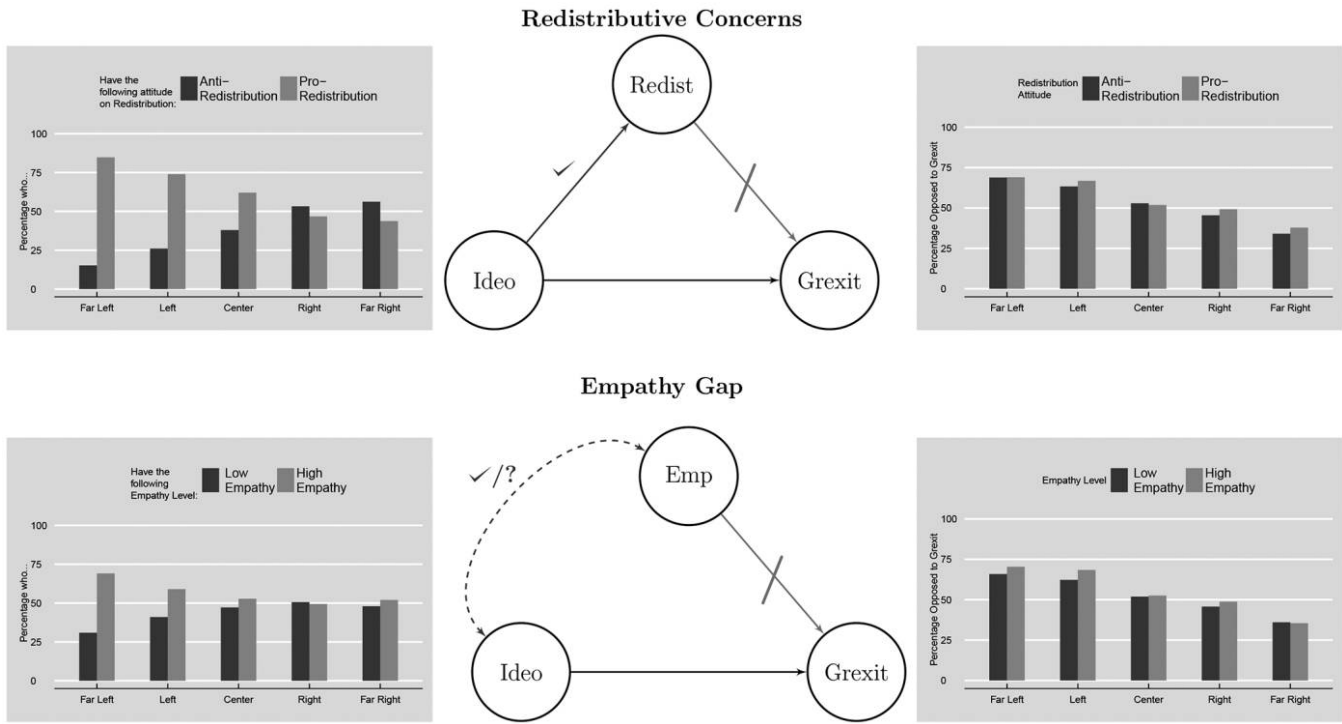 Redistributive Concerns
Have the
following attitude
on Redistribution:
Anti-
Redistribution
Pro-
Redistribution
Percentage who...
100
75
50
25
0
Far Left Left Center Right Far Right
Redist
✓
Ideo
Grexit
Redistribution
Attitude
Anti-
Redistribution
Pro-
Redistribution
Percentage Opposed to Grexit
100
75
50
25
0
Far Left Left Center Right Far Right
Empathy Gap
Have the
following
Empathy Level:
Low
Empathy
High
Empathy
Percentage who...
100
75
50
25
0
Far Left Left Center Right Far Right
✓/?
Emp
Ideo
Grexit
Empathy Level
Low
Empathy
High
Empathy
Percentage Opposed to Grexit
100
75
50
25
0
Far Left Left Center Right Far Right